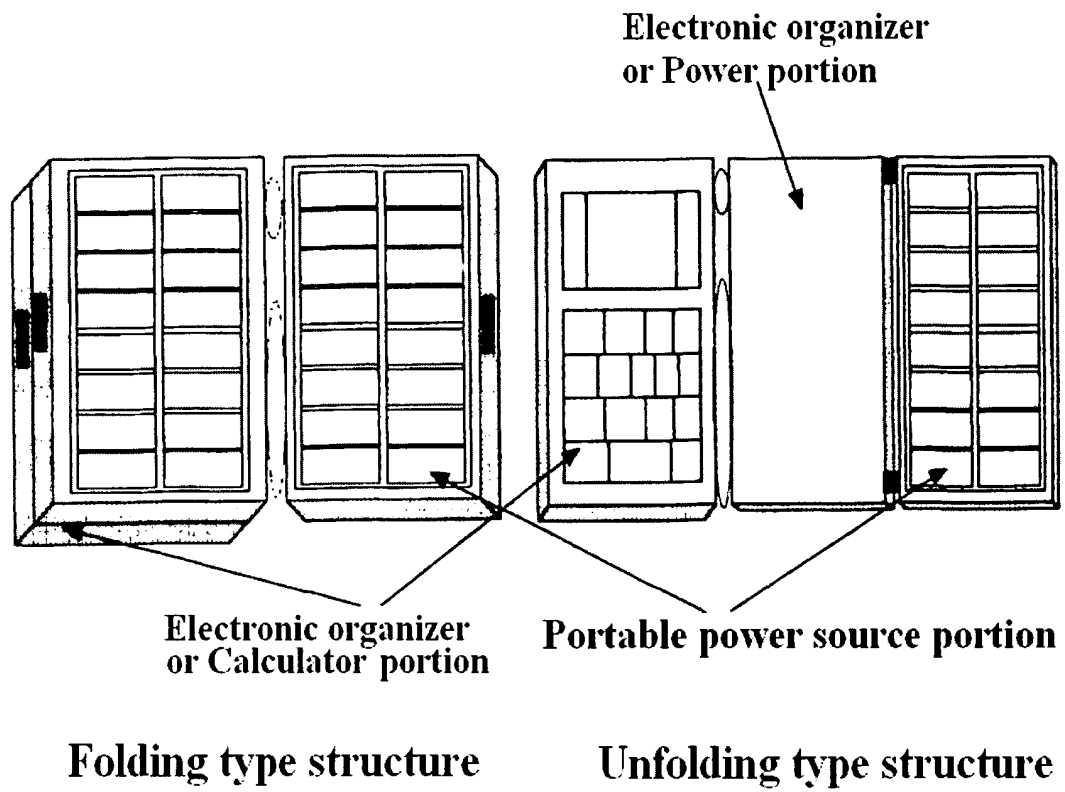 Electronic organizer
or Power portion
Electronic organizer
or Calculator portion
Portable power source portion
Folding type structure
Unfolding type structure